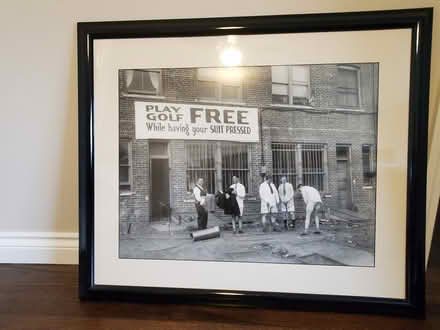 PLAY GOLF FREE
While having your SUIT PRESSED